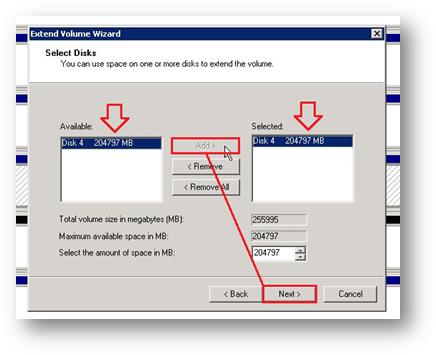 Extend Volume Wizard
Select Disks
You can use space on one or more disks to extend the volume.
Available:
Selected:
Disk 4 204797 MB
Add >
Disk 4 204797 MB
< Remove
< Remove All
Total volume size in megabytes (MB): 255995
Maximum available space in MB: 204797
Select the amount of space in MB: 204797
< Back Next > Cancel